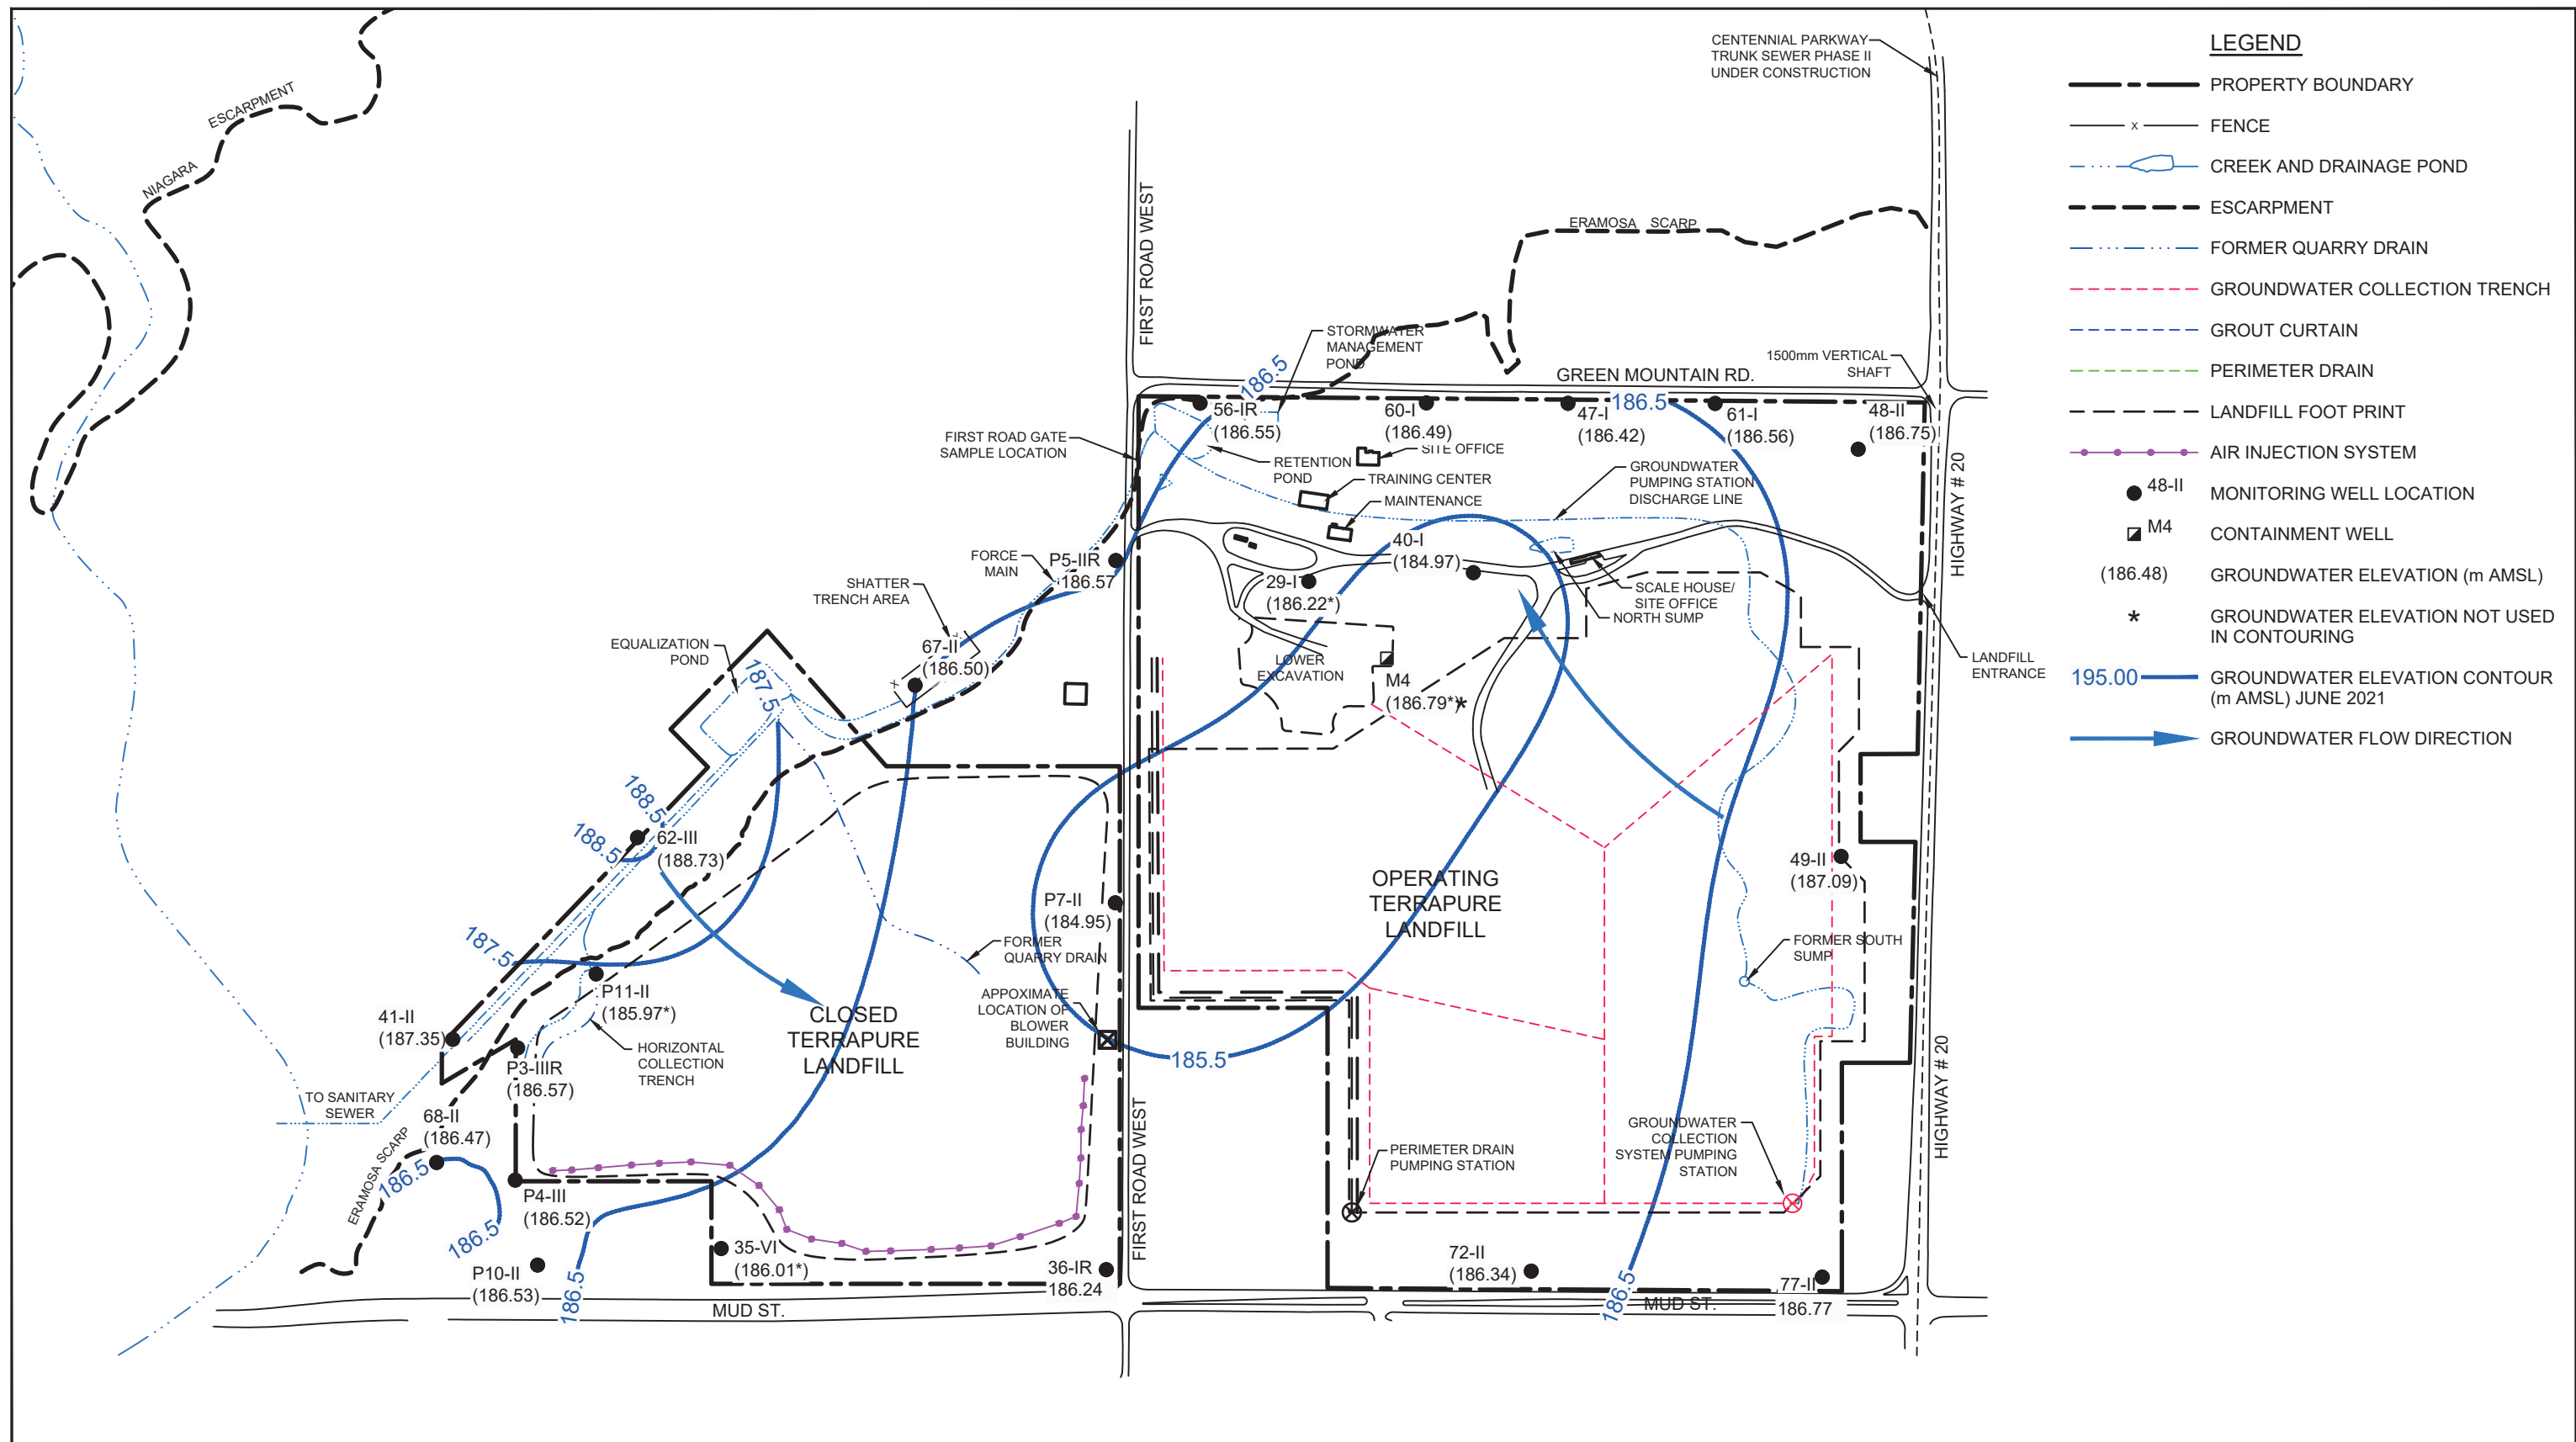 CENTENNIAL PARKWAY
TRUNK SEWER PHASE II
UNDER CONSTRUCTION
ESCARPMENT
NIAGARA
FIRST ROAD WEST
ERAMOSA SCARP
STORMWATER
MANAGEMENT
POND
186.5
1500mm VERTICAL
SHAFT
GREEN MOUNTAIN RD.
56-IR
(186.55)
60-I
(186.49)
47-I
(186.42)
186.5
61-I
(186.56)
48-II
(186.75)
FIRST ROAD GATE
SAMPLE LOCATION
RETENTION
POND
SITE OFFICE
TRAINING CENTER
MAINTENANCE
GROUNDWATER
PUMPING STATION
DISCHARGE LINE
HIGHWAY # 20
FORCE
MAIN
P5-IIR
186.57
40-I
(184.97)
29-I
(186.22*)
SHATTER
TRENCH AREA
SCALE HOUSE/
SITE OFFICE
NORTH SUMP
EQUALIZATION
POND
67-II
(186.50)
x
x
187.5
LOWER
EXCAVATION
M4
(186.79*)
*
LANDFILL
ENTRANCE
188.5
188.5
62-III
(188.73)
49-II
(187.09)
P7-II
(184.95)
OPERATING
TERRAPURE
LANDFILL
187.5
FORMER
QUARRY DRAIN
FORMER SOUTH
SUMP
P11-II
(185.97*)
APPOXIMATE
LOCATION OF
BLOWER
BUILDING
41-II
(187.35)
CLOSED
TERRAPURE
LANDFILL
P3-IIIR
(186.57)
HORIZONTAL
COLLECTION
TRENCH
185.5
TO SANITARY
SEWER
68-II
(186.47)
ERAMOSA SCARP
186.5
P4-III
(186.52)
186.5
FIRST ROAD WEST
PERIMETER DRAIN
PUMPING STATION
GROUNDWATER
COLLECTION
SYSTEM PUMPING
STATION
HIGHWAY # 20
35-VI
(186.01*)
P10-II
(186.53)
186.5
36-IR
186.24
72-II
(186.34)
186.5
77-II
186.77
MUD ST.
MUD ST.
LEGEND
PROPERTY BOUNDARY
x FENCE
CREEK AND DRAINAGE POND
ESCARPMENT
FORMER QUARRY DRAIN
GROUNDWATER COLLECTION TRENCH
GROUT CURTAIN
PERIMETER DRAIN
LANDFILL FOOT PRINT
AIR INJECTION SYSTEM
48-II MONITORING WELL LOCATION
M4 CONTAINMENT WELL
(186.48) GROUNDWATER ELEVATION (m AMSL)
* GROUNDWATER ELEVATION NOT USED
IN CONTOURING
195.00 GROUNDWATER ELEVATION CONTOUR
(m AMSL) JUNE 2021
GROUNDWATER FLOW DIRECTION